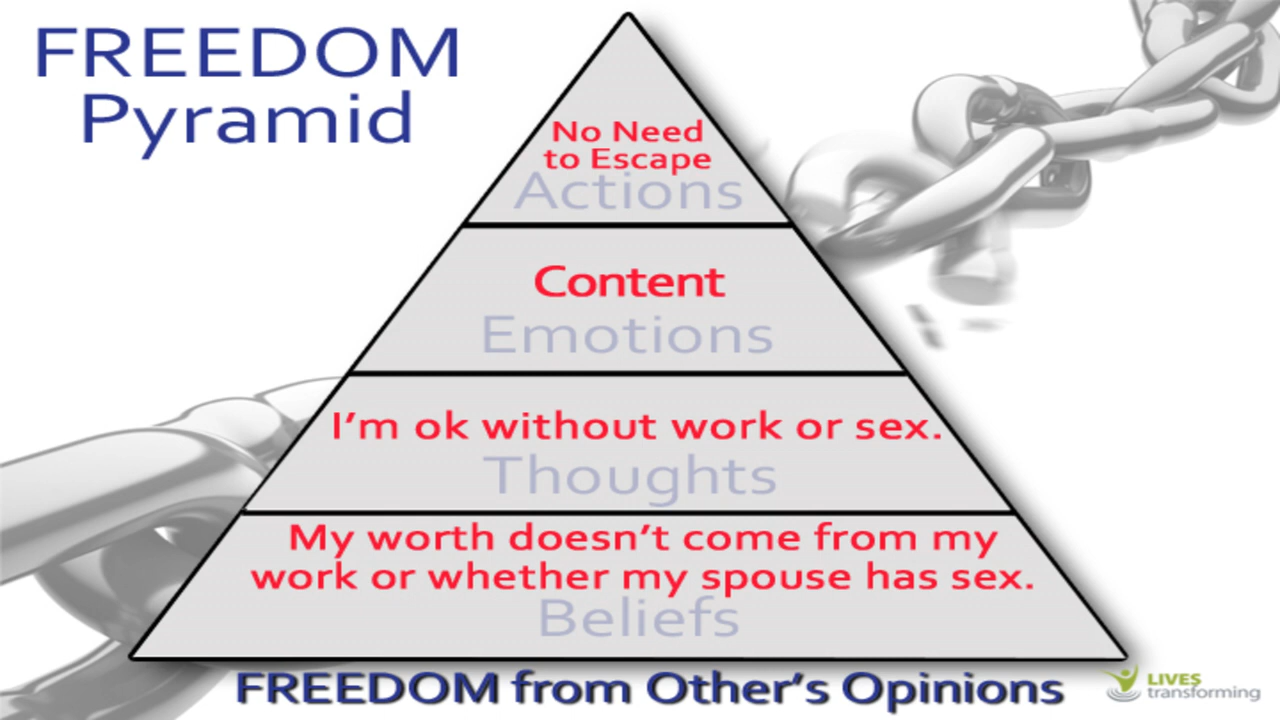 FREEDOM
Pyramid
No Need
to Escape
Actions
Content
Emotions
I'm ok without work or sex.
Thoughts
My worth doesn't come from my
work or whether my spouse has sex.
Beliefs
FREEDOM from Other's Opinions
LIVES
transforming